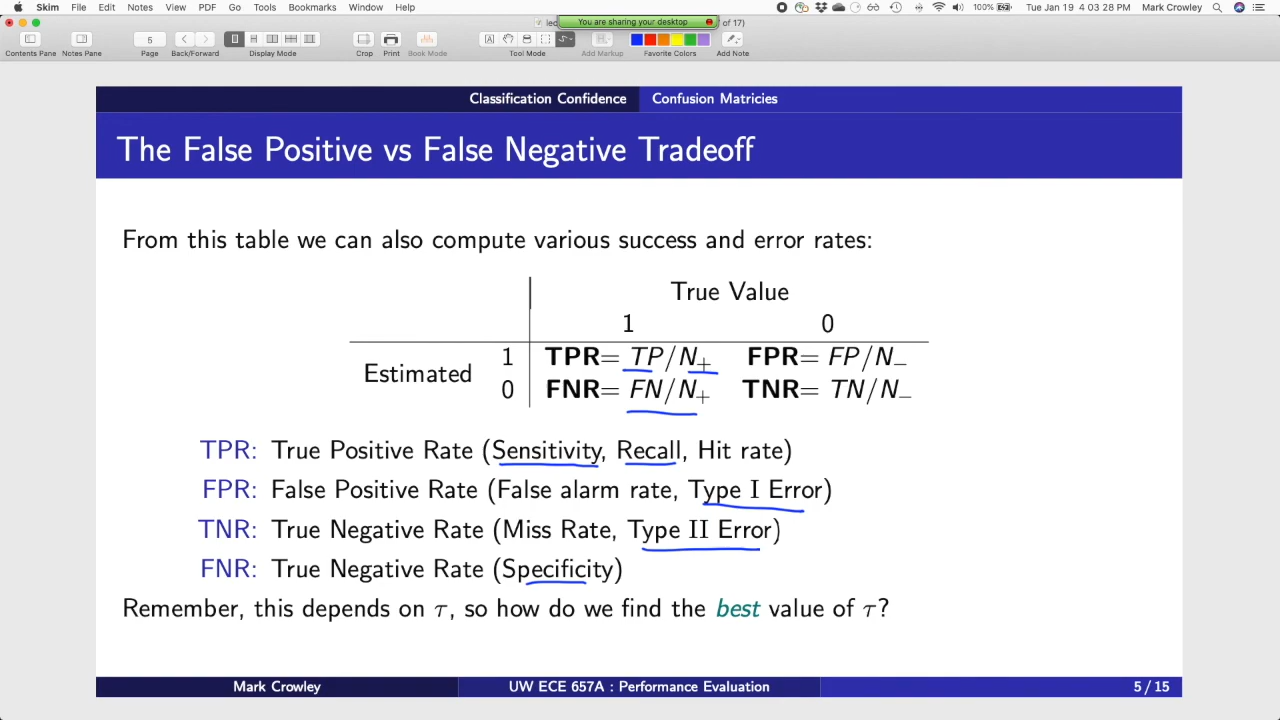 Skim File Edit Notes View PDF Go Tools Bookmarks Window Help 100% Tue Jan 19 4:03:28 PM Mark Crowley
You are sharing your desktop
lec of 17)
5
Contents Pane Notes Pane Page Back/Forward Display Mode Crop Print Book Mode Tool Mode Add Markup Favorite Colors Add Note
Classification Confidence Confusion Matricies
The False Positive vs False Negative Tradeoff
From this table we can also compute various success and error rates:
True Value
1 0
Estimated 1 TPR= TP/N₊ FPR= FP/N₋
0 FNR= FN/N₊ TNR= TN/N₋
TPR: True Positive Rate (Sensitivity, Recall, Hit rate)
FPR: False Positive Rate (False alarm rate, Type I Error)
TNR: True Negative Rate (Miss Rate, Type II Error)
FNR: True Negative Rate (Specificity)
Remember, this depends on τ, so how do we find the best value of τ?
Mark Crowley UW ECE 657A : Performance Evaluation 5 / 15